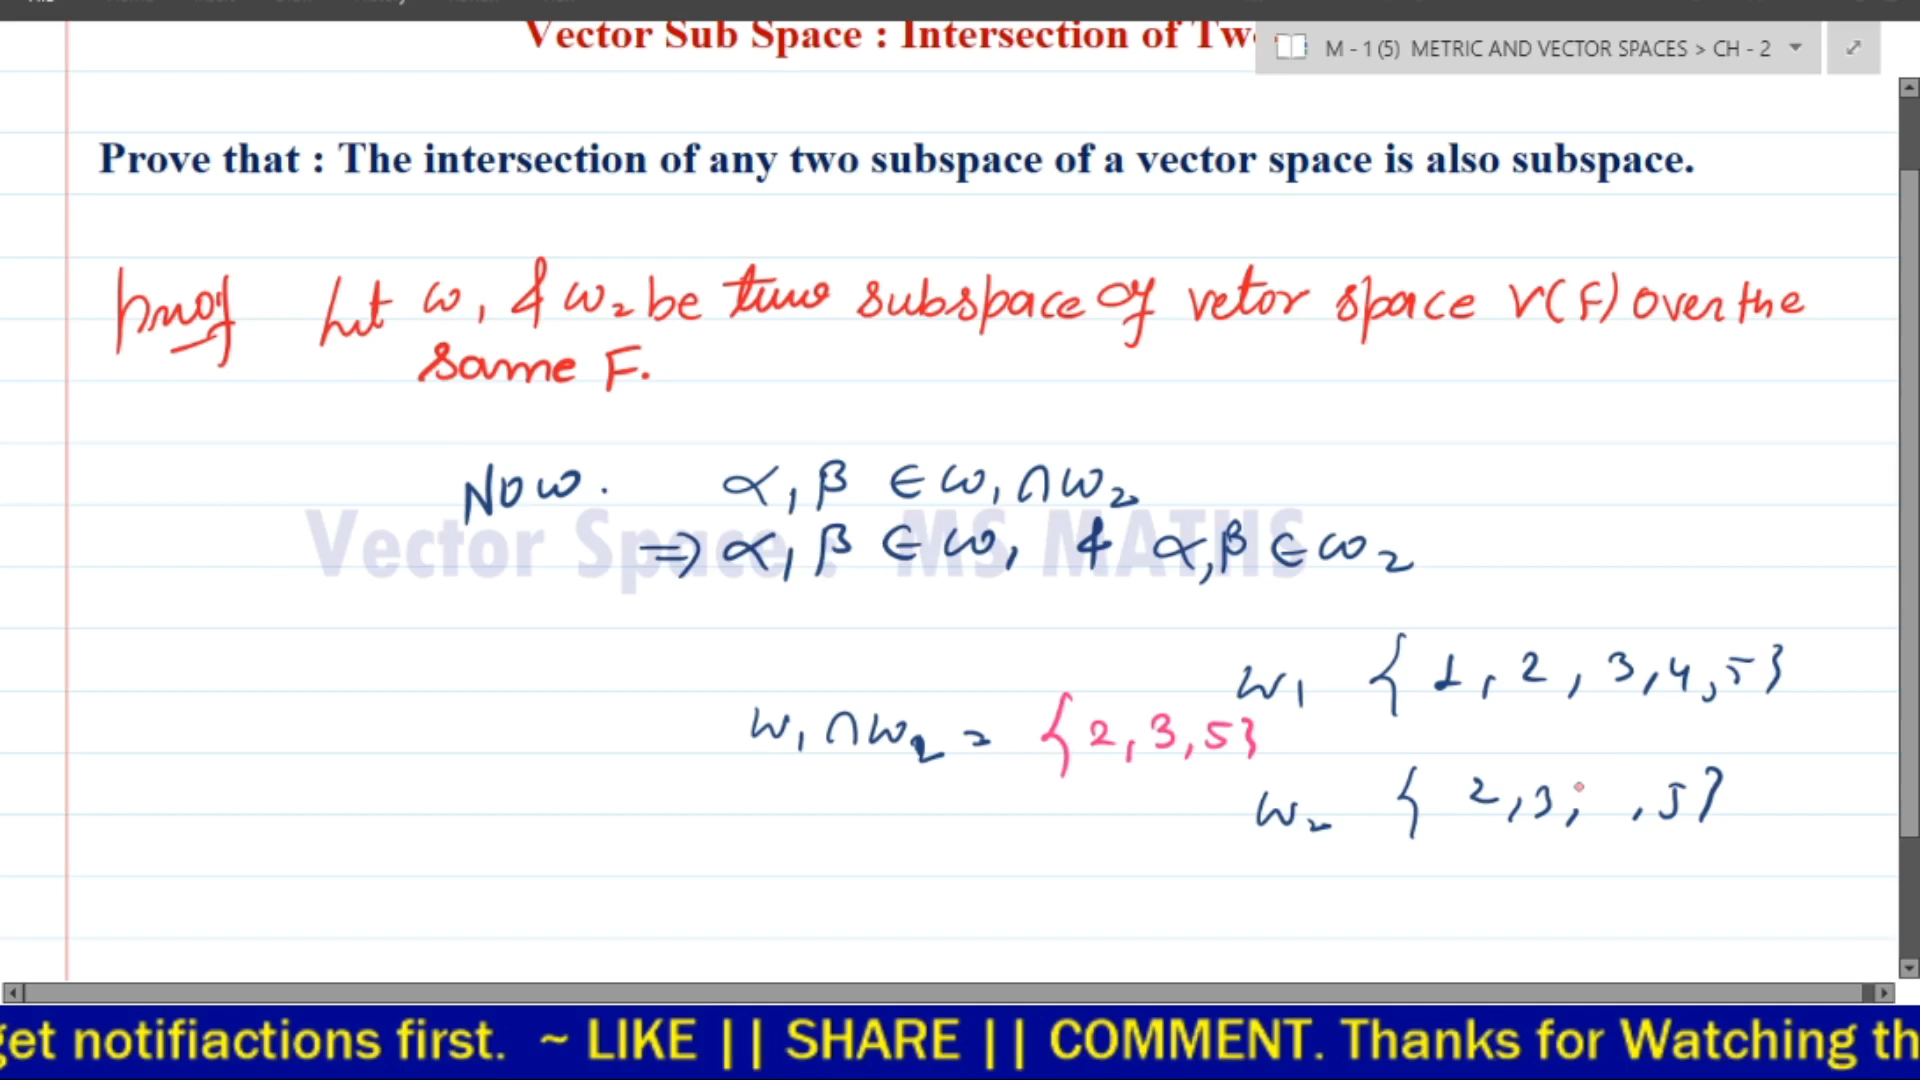 Vector Sub Space : Intersection of Tw
M - 1 (5) METRIC AND VECTOR SPACES > CH - 2
Prove that : The intersection of any two subspace of a vector space is also subspace.
proof Let ω₁ & ω₂ be two subspace of vetor space V(F) over the
same F.
Now. α, β ∈ ω₁ ∩ ω₂
Vector Space : MS MATHS
⇒ α, β ∈ ω₁ & α, β ∈ ω₂
W₁ { 1, 2, 3, 4, 5 }
W₁ ∩ W₂ = { 2, 3, 5 }
W₂ { 2, 3, , 5 }
get notifiactions first. ~ LIKE || SHARE || COMMENT. Thanks for Watching th